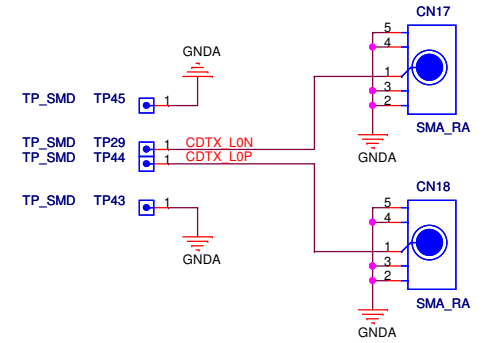 CN17
5
4
1
3
2
SMA_RA
GNDA
GNDA
TP_SMD TP45 1
TP_SMD TP29 1 CDTX_L0N
TP_SMD TP44 1 CDTX_L0P
TP_SMD TP43 1
GNDA
CN18
5
4
1
3
2
SMA_RA
GNDA